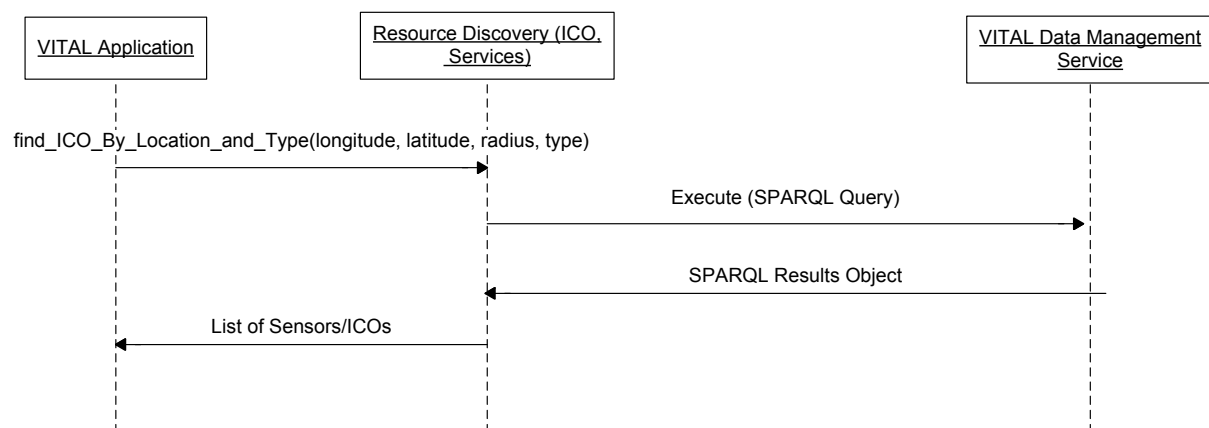 VITAL Application
Resource Discovery (ICO,
Services)
VITAL Data Management
Service
find_ICO_By_Location_and_Type(longitude, latitude, radius, type)
Execute (SPARQL Query)
SPARQL Results Object
List of Sensors/ICOs